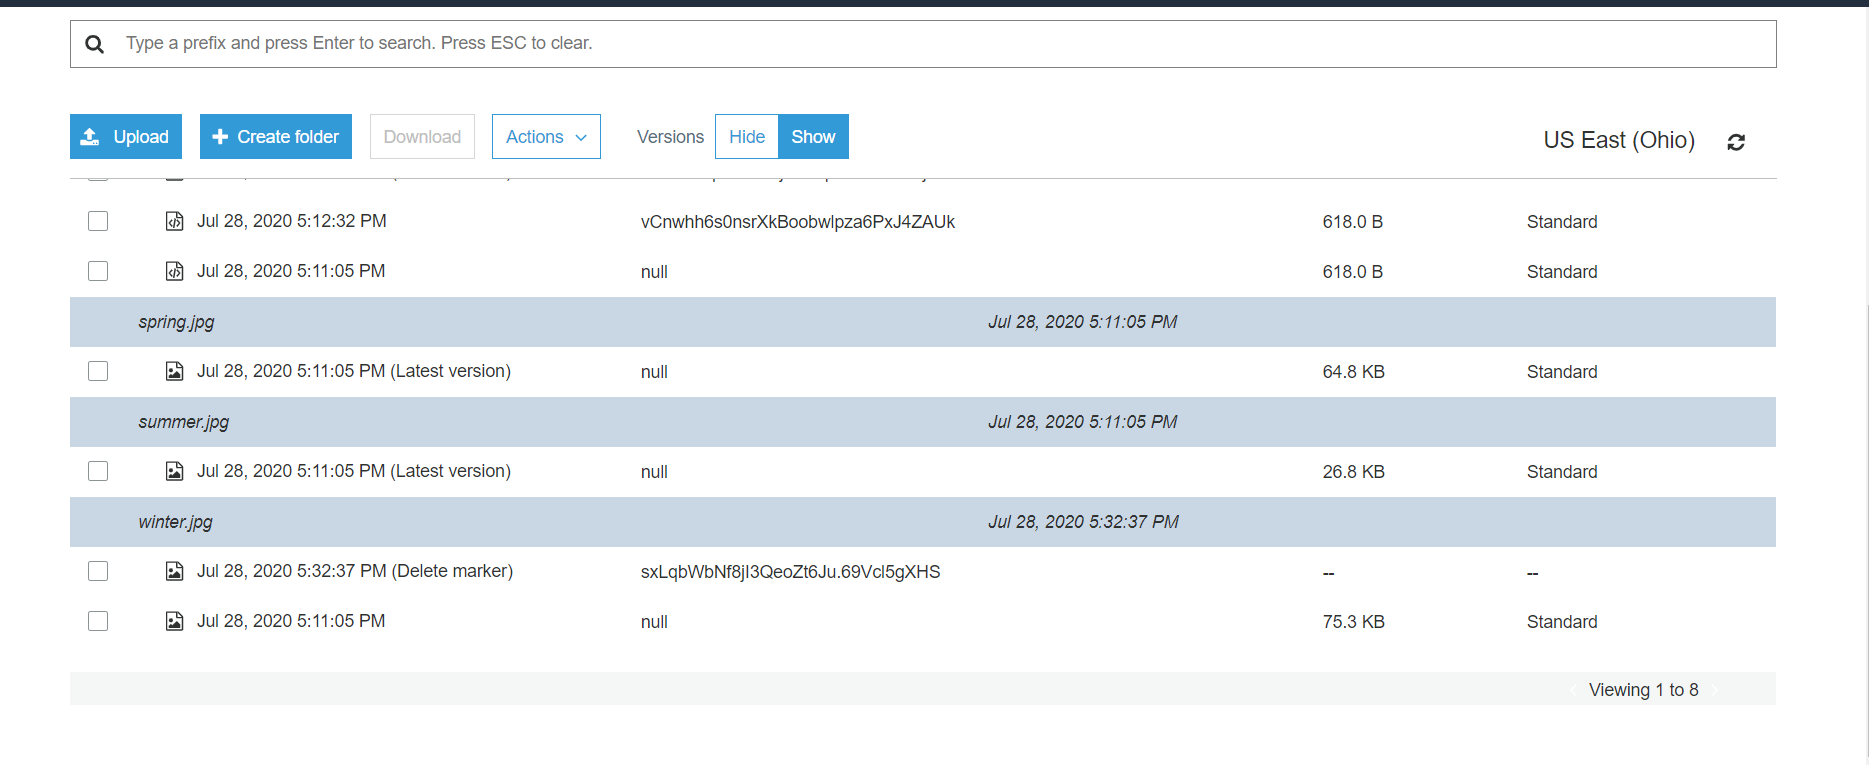 Type a prefix and press Enter to search. Press ESC to clear.
Upload Create folder Download Actions Versions Hide Show US East (Ohio)
Jul 28, 2020 5:12:32 PM vCnwhh6s0nsrXkBoobwlpza6PxJ4ZAUk 618.0 B Standard
Jul 28, 2020 5:11:05 PM null 618.0 B Standard
spring.jpg Jul 28, 2020 5:11:05 PM
Jul 28, 2020 5:11:05 PM (Latest version) null 64.8 KB Standard
summer.jpg Jul 28, 2020 5:11:05 PM
Jul 28, 2020 5:11:05 PM (Latest version) null 26.8 KB Standard
winter.jpg Jul 28, 2020 5:32:37 PM
Jul 28, 2020 5:32:37 PM (Delete marker) sxLqbWbNf8jI3QeoZt6Ju.69Vcl5gXHS -- --
Jul 28, 2020 5:11:05 PM null 75.3 KB Standard
Viewing 1 to 8